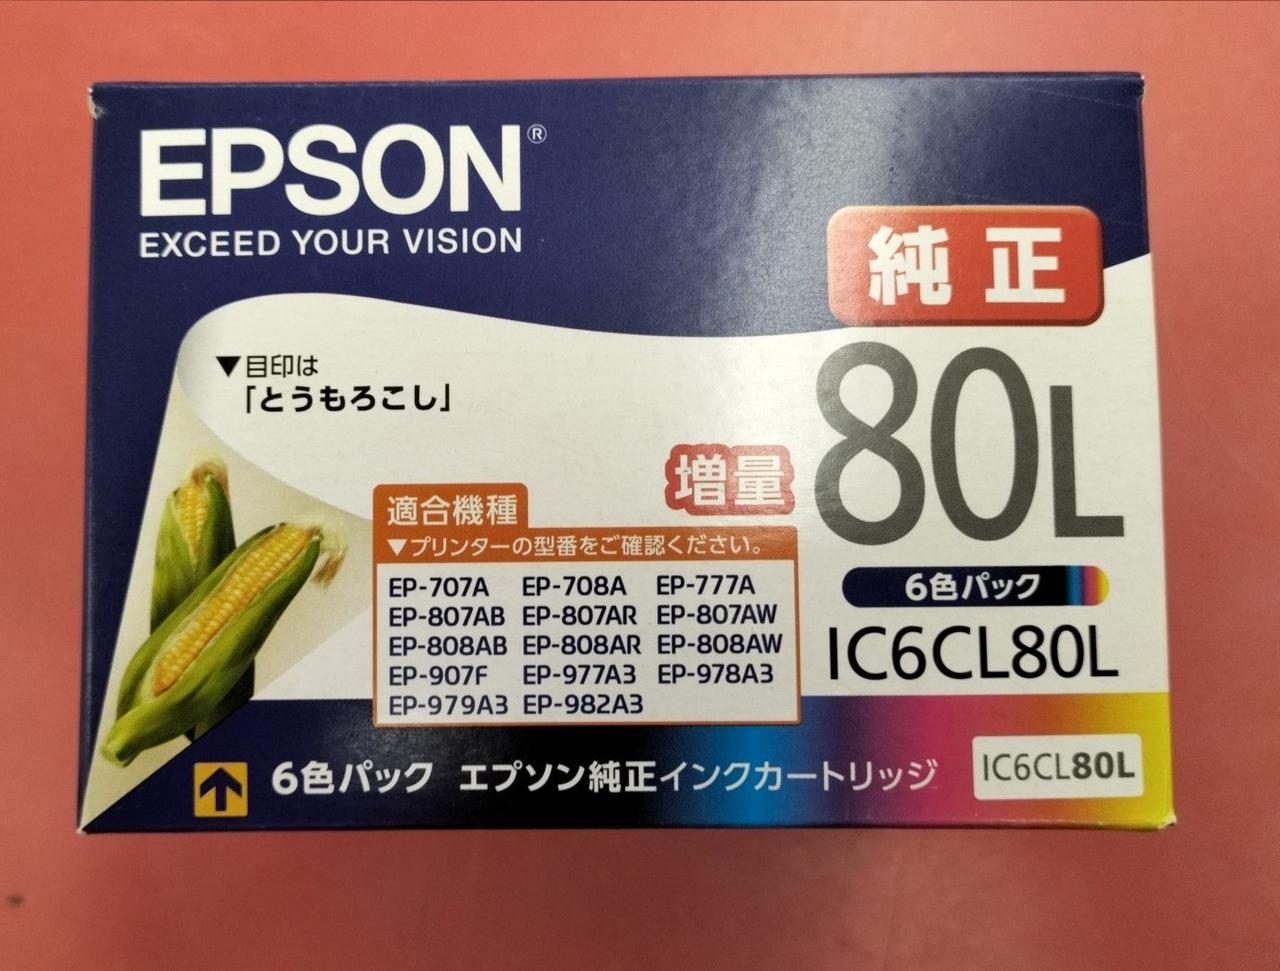 EPSON®
EXCEED YOUR VISION
純正
▼目印は
「とうもろこし」
80L
増量
適合機種
▼プリンターの型番をご確認ください。
EP-707A EP-708A EP-777A
EP-807AB EP-807AR EP-807AW
EP-808AB EP-808AR EP-808AW
EP-907F EP-977A3 EP-978A3
EP-979A3 EP-982A3
6色パック
IC6CL80L
6色パック エプソン純正インクカートリッジ
IC6CL80L